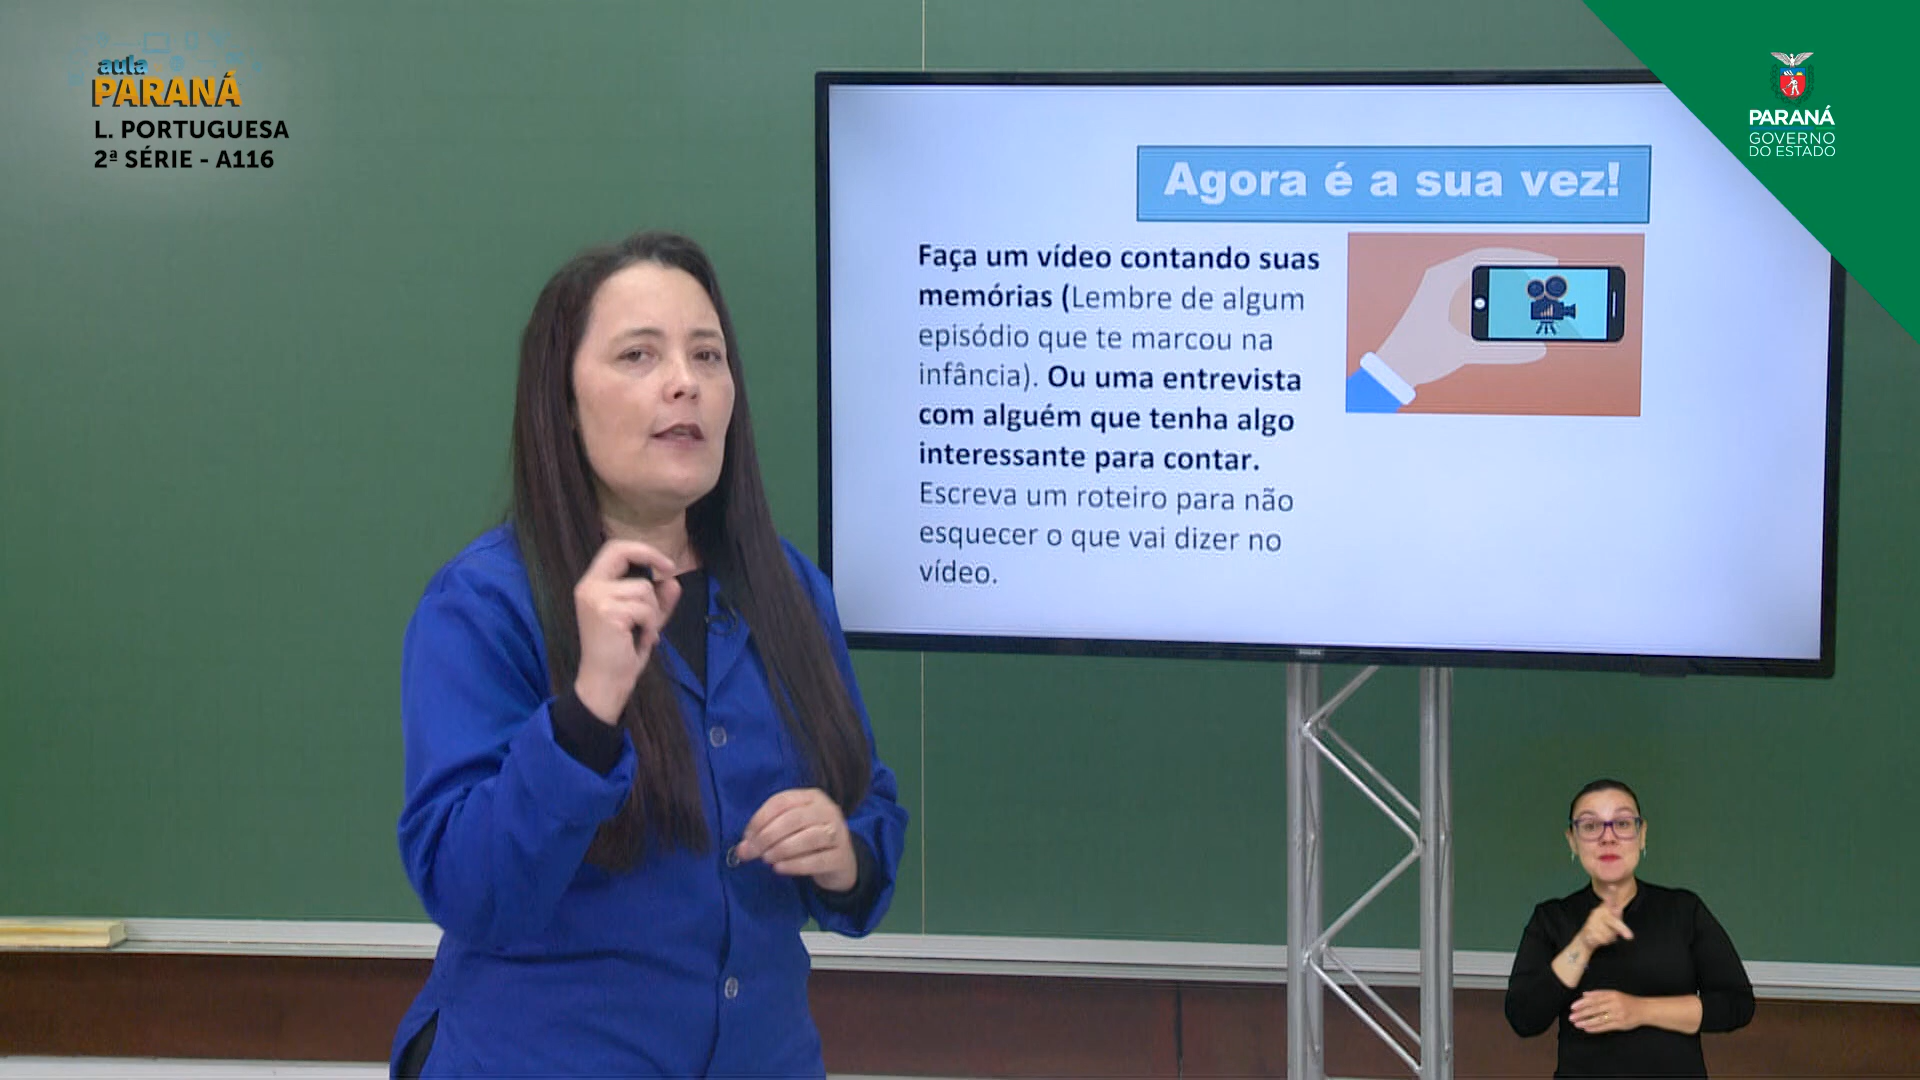 aula
PARANÁ
L. PORTUGUESA
2ª SÉRIE - A116
PARANÁ
GOVERNO
DO ESTADO
Agora é a sua vez!
Faça um vídeo contando suas
memórias (Lembre de algum
episódio que te marcou na
infância). Ou uma entrevista
com alguém que tenha algo
interessante para contar.
Escreva um roteiro para não
esquecer o que vai dizer no
vídeo.
PHILIPS